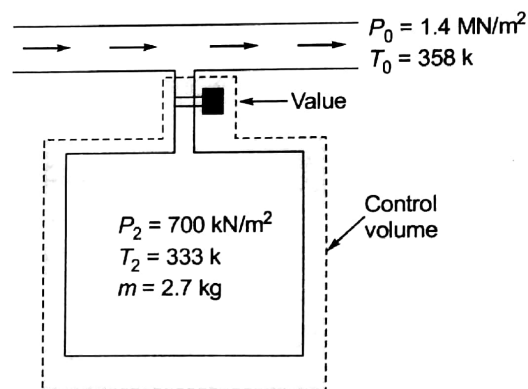 P₀ = 1.4 MN/m²
T₀ = 358 k
Value
P₂ = 700 kN/m²
T₂ = 333 k
m = 2.7 kg
Control
volume